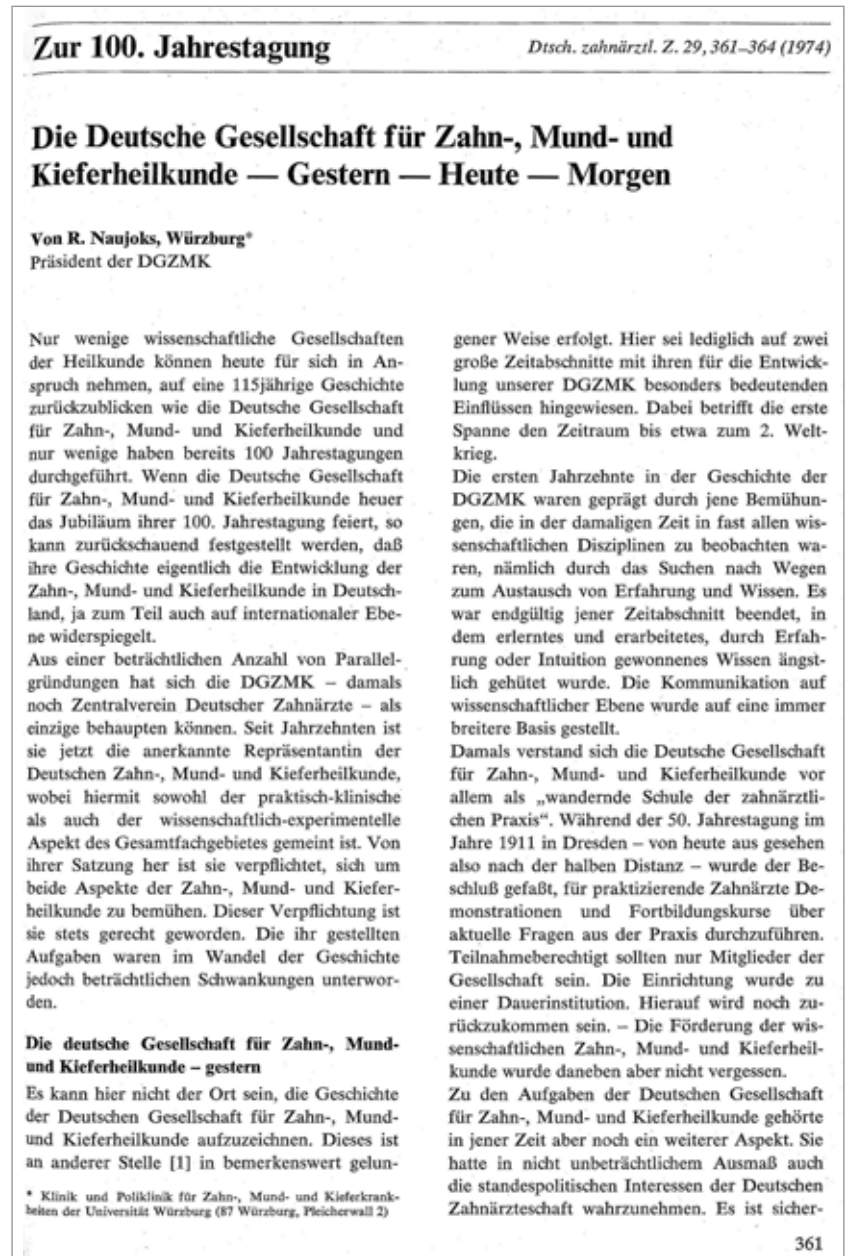 Zur 100. Jahrestagung
Dtsch. zahnärztl. Z. 29, 361–364 (1974)
Die Deutsche Gesellschaft für Zahn-, Mund- und
Kieferheilkunde — Gestern — Heute — Morgen
Von R. Naujoks, Würzburg*
Präsident der DGZMK
Nur wenige wissenschaftliche Gesellschaften
der Heilkunde können heute für sich in An-
spruch nehmen, auf eine 115jährige Geschichte
zurückzublicken wie die Deutsche Gesellschaft
für Zahn-, Mund- und Kieferheilkunde und
nur wenige haben bereits 100 Jahrestagungen
durchgeführt. Wenn die Deutsche Gesellschaft
für Zahn-, Mund- und Kieferheilkunde heuer
das Jubiläum ihrer 100. Jahrestagung feiert, so
kann zurückschauend festgestellt werden, daß
ihre Geschichte eigentlich die Entwicklung der
Zahn-, Mund- und Kieferheilkunde in Deutsch-
land, ja zum Teil auch auf internationaler Ebe-
ne widerspiegelt.
Aus einer beträchtlichen Anzahl von Parallel-
gründungen hat sich die DGZMK – damals
noch Zentralverein Deutscher Zahnärzte – als
einzige behaupten können. Seit Jahrzehnten ist
sie jetzt die anerkannte Repräsentantin der
Deutschen Zahn-, Mund- und Kieferheilkunde,
wobei hiermit sowohl der praktisch-klinische
als auch der wissenschaftlich-experimentelle
Aspekt des Gesamtfachgebietes gemeint ist. Von
ihrer Satzung her ist sie verpflichtet, sich um
beide Aspekte der Zahn-, Mund- und Kiefer-
heilkunde zu bemühen. Dieser Verpflichtung ist
sie stets gerecht geworden. Die ihr gestellten
Aufgaben waren im Wandel der Geschichte
jedoch beträchtlichen Schwankungen unterwor-
den.
Die deutsche Gesellschaft für Zahn-, Mund-
und Kieferheilkunde – gestern
Es kann hier nicht der Ort sein, die Geschichte
der Deutschen Gesellschaft für Zahn-, Mund-
und Kieferheilkunde aufzuzeichnen. Dieses ist
an anderer Stelle [1] in bemerkenswert gelun-
* Klinik und Poliklinik für Zahn-, Mund- und Kieferkrank-
heiten der Universität Würzburg (87 Würzburg, Pleicherwall 2)
gener Weise erfolgt. Hier sei lediglich auf zwei
große Zeitabschnitte mit ihren für die Entwick-
lung unserer DGZMK besonders bedeutenden
Einflüssen hingewiesen. Dabei betrifft die erste
Spanne den Zeitraum bis etwa zum 2. Welt-
krieg.
Die ersten Jahrzehnte in der Geschichte der
DGZMK waren geprägt durch jene Bemühun-
gen, die in der damaligen Zeit in fast allen wis-
senschaftlichen Disziplinen zu beobachten wa-
ren, nämlich durch das Suchen nach Wegen
zum Austausch von Erfahrung und Wissen. Es
war endgültig jener Zeitabschnitt beendet, in
dem erlerntes und erarbeitetes, durch Erfah-
rung oder Intuition gewonnenes Wissen ängst-
lich gehütet wurde. Die Kommunikation auf
wissenschaftlicher Ebene wurde auf eine immer
breitere Basis gestellt.
Damals verstand sich die Deutsche Gesellschaft
für Zahn-, Mund- und Kieferheilkunde vor
allem als „wandernde Schule der zahnärztli-
chen Praxis“. Während der 50. Jahrestagung im
Jahre 1911 in Dresden – von heute aus gesehen
also nach der halben Distanz – wurde der Be-
schluß gefaßt, für praktizierende Zahnärzte De-
monstrationen und Fortbildungskurse über
aktuelle Fragen aus der Praxis durchzuführen.
Teilnahmeberechtigt sollten nur Mitglieder der
Gesellschaft sein. Die Einrichtung wurde zu
einer Dauerinstitution. Hierauf wird noch zu-
rückzukommen sein. – Die Förderung der wis-
senschaftlichen Zahn-, Mund- und Kieferheil-
kunde wurde daneben aber nicht vergessen.
Zu den Aufgaben der Deutschen Gesellschaft
für Zahn-, Mund- und Kieferheilkunde gehörte
in jener Zeit aber noch ein weiterer Aspekt. Sie
hatte in nicht unbeträchtlichem Ausmaß auch
die standespolitischen Interessen der Deutschen
Zahnärzteschaft wahrzunehmen. Es ist sicher-
361